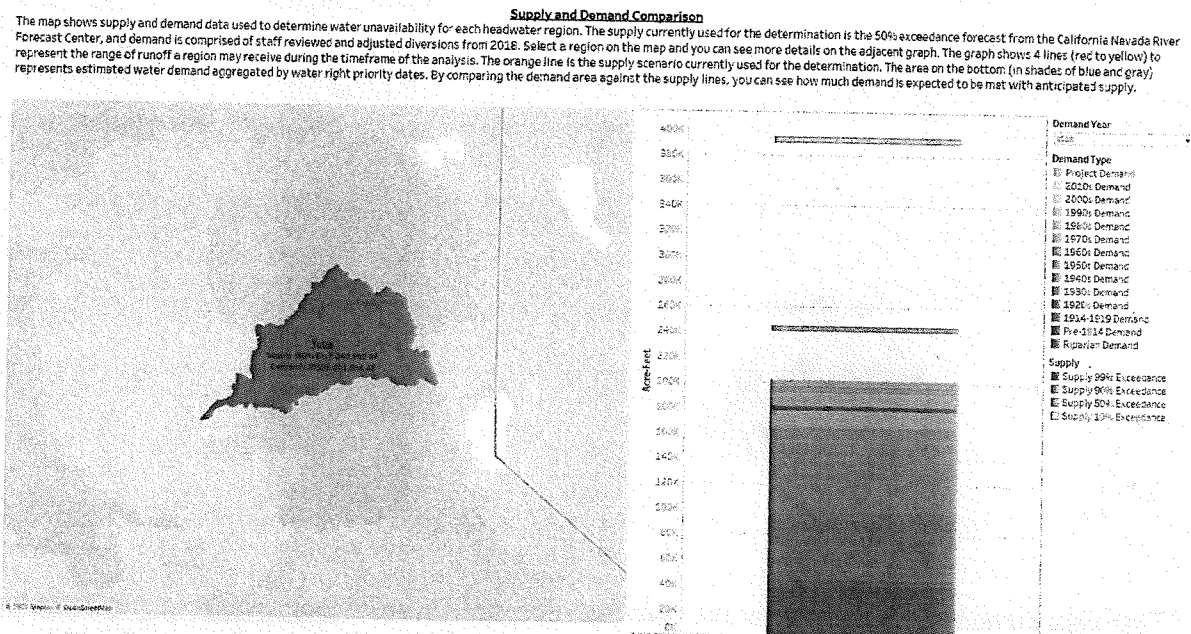 Supply and Demand Comparison
The map shows supply and demand data used to determine water unavailability for each headwater region. The supply currently used for the determination is the 50% exceedance forecast from the California Nevada River
Forecast Center, and demand is comprised of staff reviewed and adjusted diversions from 2018. Select a region on the map and you can see more details on the adjacent graph. The graph shows 4 lines (red to yellow) to
represent the range of runoff a region may receive during the timeframe of the analysis. The orange line is the supply scenario currently used for the determination. The area on the bottom (in shades of blue and gray)
represents estimated water demand aggregated by water right priority dates. By comparing the demand area against the supply lines, you can see how much demand is expected to be met with anticipated supply.
Yuba
Acre-Feet
400K
380K
360K
340K
320K
300K
280K
260K
240K
220K
200K
180K
160K
140K
120K
100K
80K
60K
40K
20K
0K
Demand Year
2018
Demand Type
Project Demand
2010s Demand
2000s Demand
1990s Demand
1980s Demand
1970s Demand
1960s Demand
1950s Demand
1940s Demand
1930s Demand
1920s Demand
1914-1919 Demand
Pre-1914 Demand
Riparian Demand
Supply
Supply 99% Exceedance
Supply 90% Exceedance
Supply 50% Exceedance
Supply 10% Exceedance
© OpenStreetMap